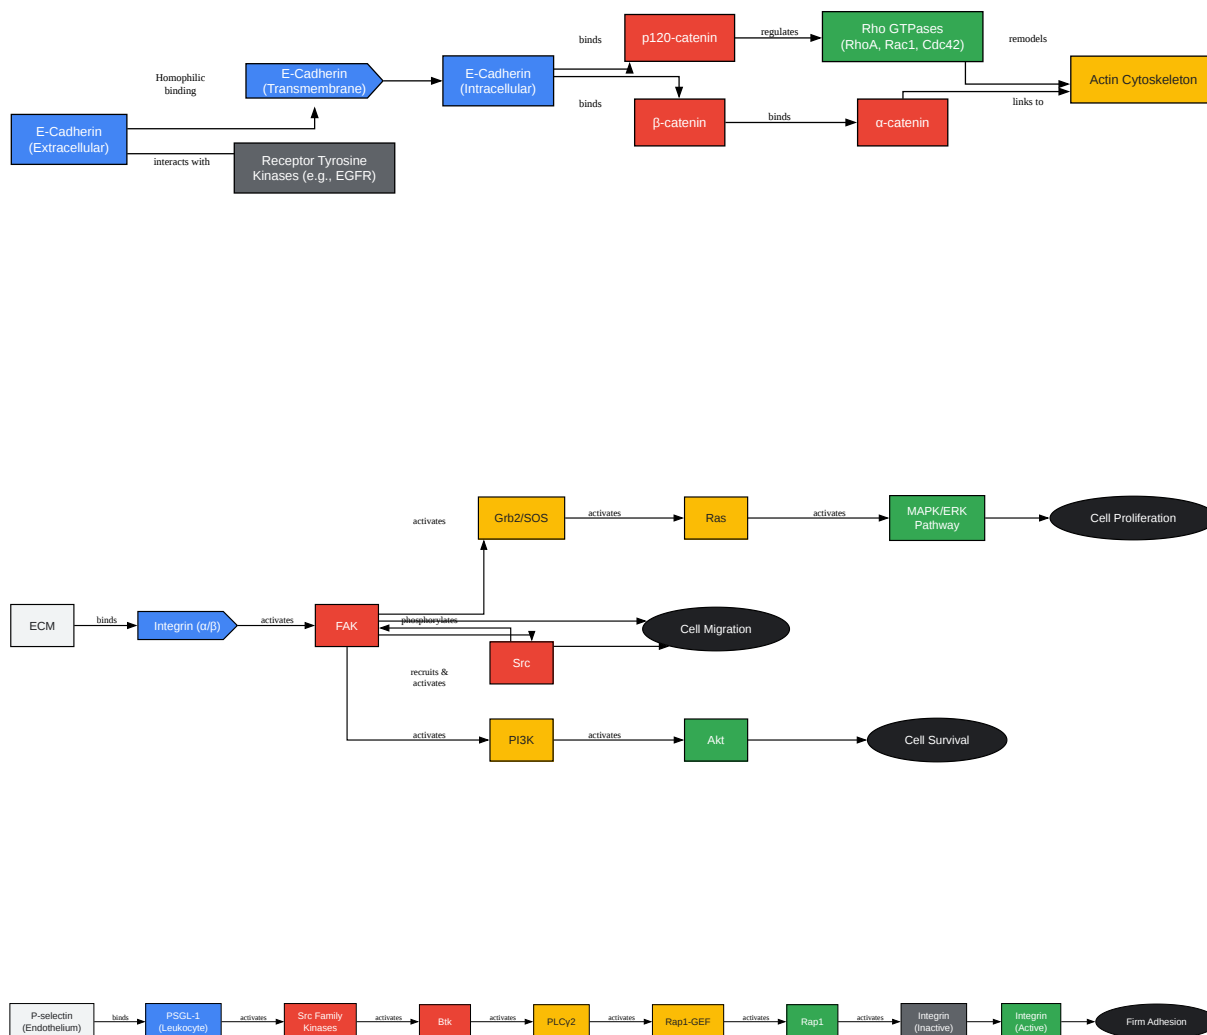 p120-catenin
regulates
Rho GTPases
(RhoA, Rac1, Cdc42)
remodels
binds
Homophilic
binding
E-Cadherin
(Transmembrane)
E-Cadherin
(Intracellular)
Actin Cytoskeleton
binds
links to
E-Cadherin
(Extracellular)
β-catenin
binds
α-catenin
interacts with
Receptor Tyrosine
Kinases (e.g., EGFR)
activates
Grb2/SOS
activates
Ras
activates
MAPK/ERK
Pathway
Cell Proliferation
ECM
binds
Integrin (α/β)
activates
FAK
phosphorylates
Cell Migration
Src
recruits &
activates
activates
PI3K
activates
Akt
Cell Survival
P-selectin
(Endothelium)
binds
PSGL-1
(Leukocyte)
activates
Src Family
Kinases
activates
Btk
activates
PLCγ2
activates
Rap1-GEF
activates
Rap1
activates
Integrin
(Inactive)
Integrin
(Active)
Firm Adhesion